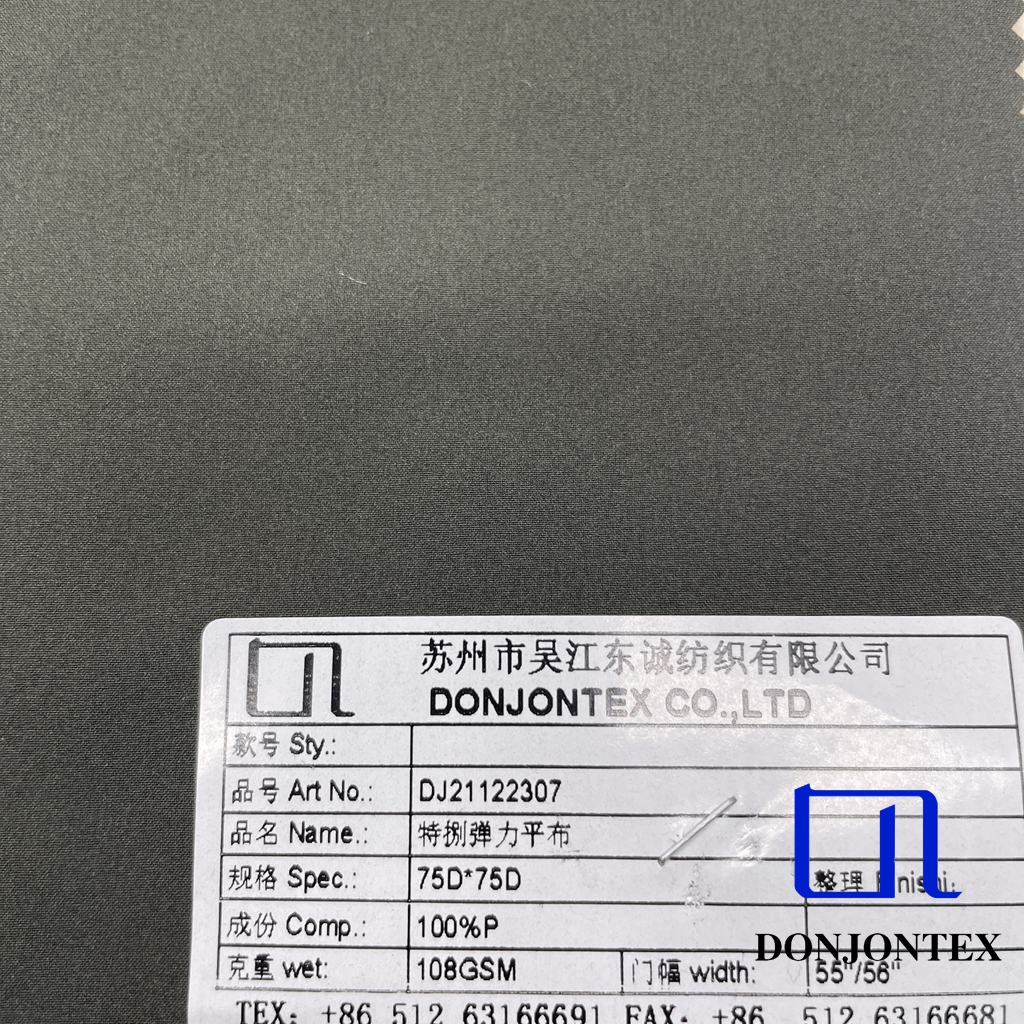 苏州市吴江东诚纺织有限公司
DONJONTEX CO.,LTD
款号 Sty.:
品号 Art No.: DJ21122307
品名 Name.: 特捌弹力平布
规格 Spec.: 75D*75D 整理 Finishi.
成份 Comp.: 100%P
DONJONTEX
克重 wet: 108GSM 门幅 width: 55"/56"
TEX: +86 512 63166691 FAX: +86 512 63166681